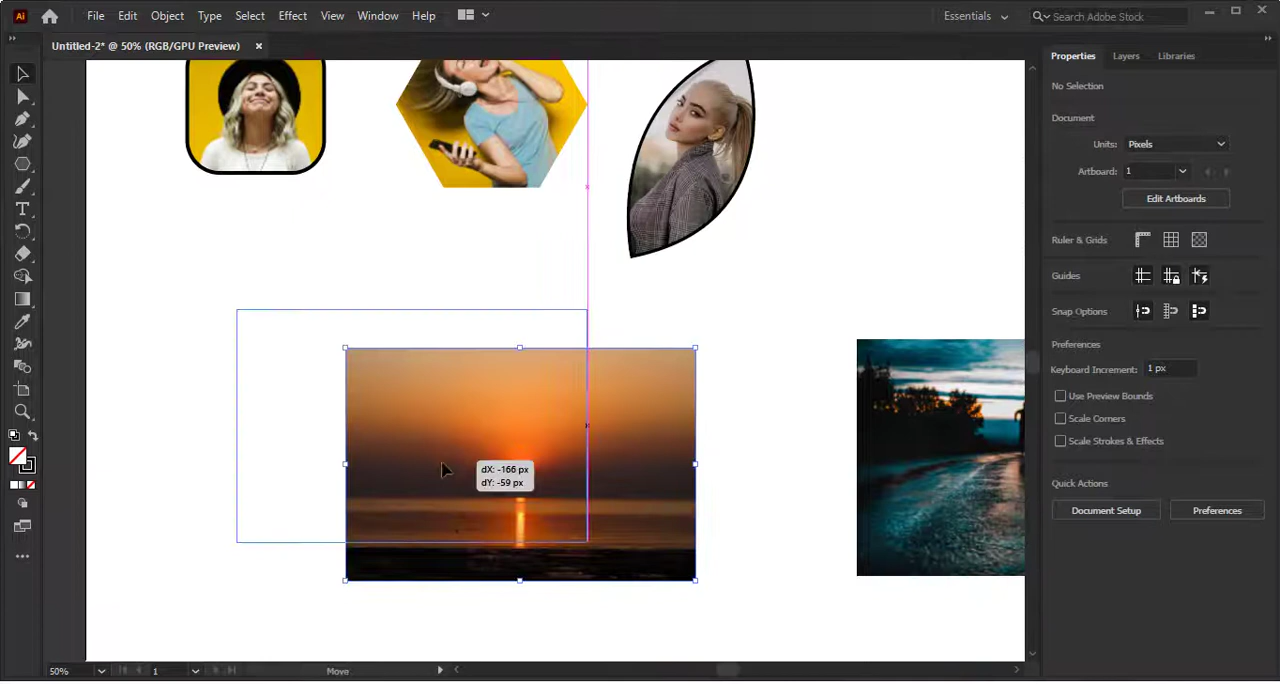 Ai File Edit Object Type Select Effect View Window Help Essentials Search Adobe Stock
Untitled-2* @ 50% (RGB/GPU Preview) ×
Properties Layers Libraries
No Selection
Document
Units: Pixels
Artboard: 1
Edit Artboards
Ruler & Grids
Guides
Snap Options
Preferences
Keyboard Increment: 1 px
Use Preview Bounds
Scale Corners
Scale Strokes & Effects
Quick Actions
Document Setup Preferences
dX: -166 px
dY: -59 px
50% 1 Move